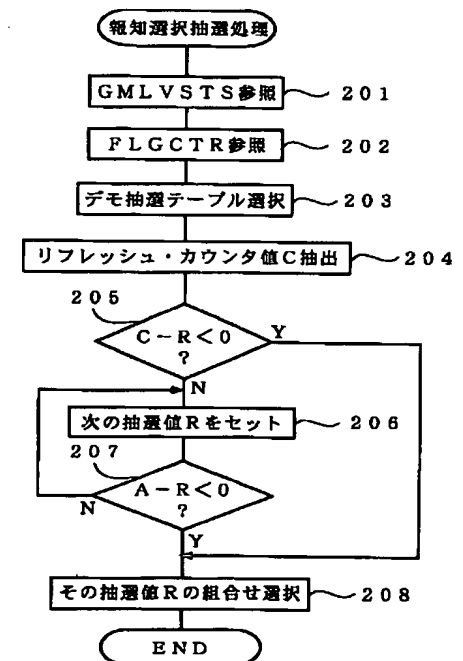 報知選択抽選処理
GMLVSTS参照
201
FLGCTR参照
202
デモ抽選テーブル選択
203
リフレッシュ・カウンタ値C抽出
204
205
C-R<0
?
Y
N
次の抽選値Rをセット
206
207
A-R<0
?
N
Y
その抽選値Rの組合せ選択
208
END